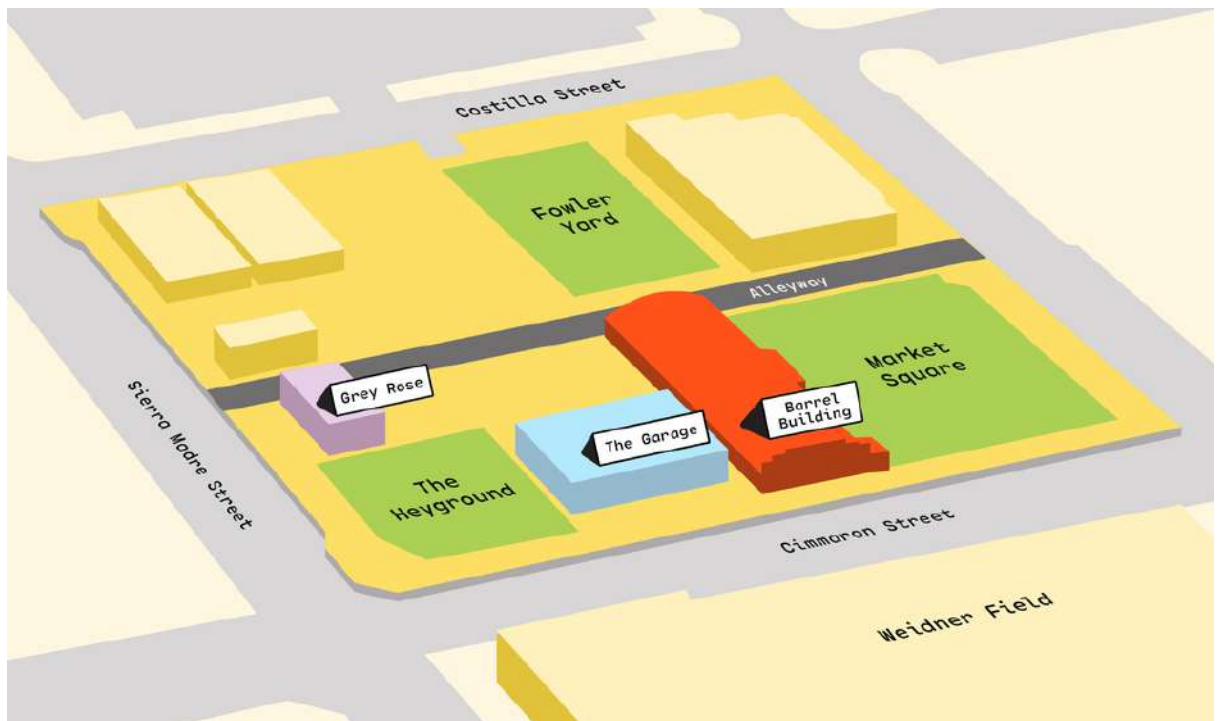 Costilla Street
Fowler
Yard
Alleyway
Market
Square
Grey Rose
Barrel
Building
The Garage
The
Heyground
Sierra Madre Street
Cimmaron Street
Weidner Field